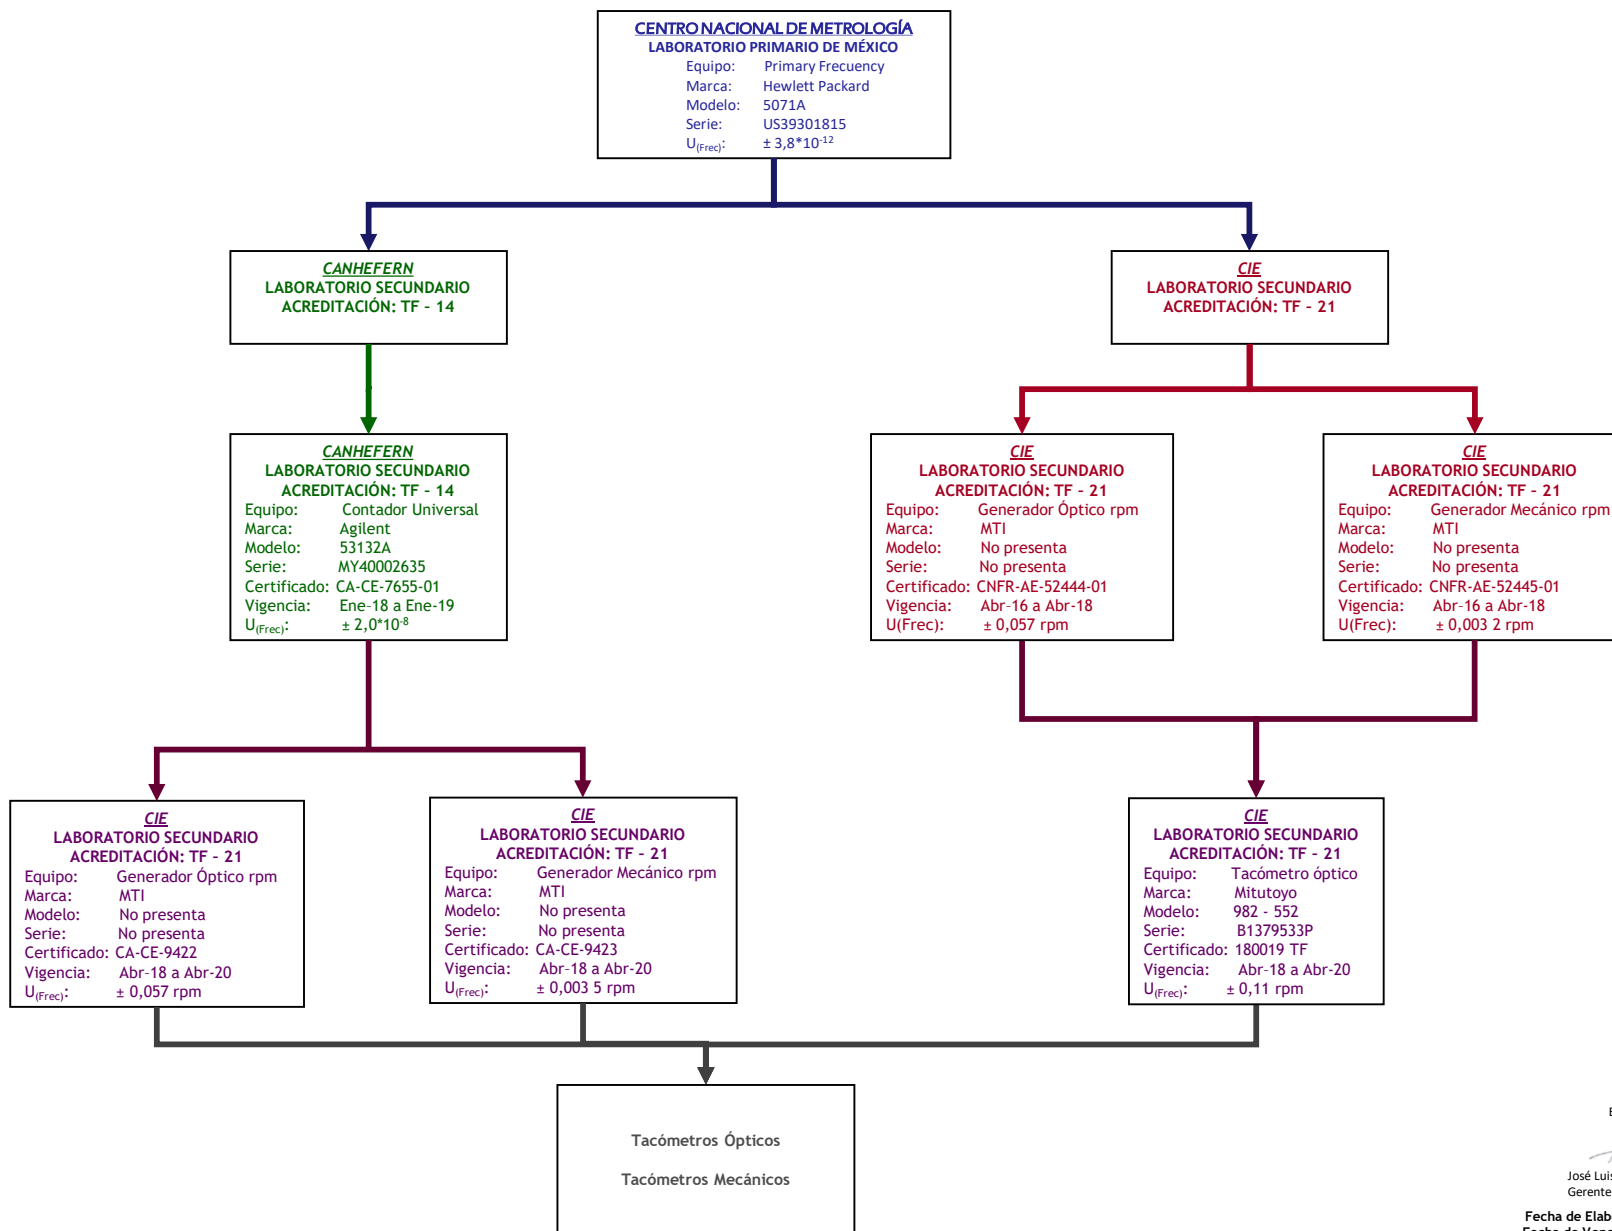 CENTRO NACIONAL DE METROLOGÍA
LABORATORIO PRIMARIO DE MÉXICO
Equipo: Primary Frecuency
Marca: Hewlett Packard
Modelo: 5071A
Serie: US39301815
U(Frec): ± 3,8*10-12
CANHEFERN
LABORATORIO SECUNDARIO
ACREDITACIÓN: TF - 14
CIE
LABORATORIO SECUNDARIO
ACREDITACIÓN: TF - 21
CANHEFERN
LABORATORIO SECUNDARIO
ACREDITACIÓN: TF - 14
Equipo: Contador Universal
Marca: Agilent
Modelo: 53132A
Serie: MY40002635
Certificado: CA-CE-7655-01
Vigencia: Ene-18 a Ene-19
U(Frec): ± 2,0*10-8
CIE
LABORATORIO SECUNDARIO
ACREDITACIÓN: TF - 21
Equipo: Generador Óptico rpm
Marca: MTI
Modelo: No presenta
Serie: No presenta
Certificado: CNFR-AE-52444-01
Vigencia: Abr-16 a Abr-18
U(Frec): ± 0,057 rpm
CIE
LABORATORIO SECUNDARIO
ACREDITACIÓN: TF - 21
Equipo: Generador Mecánico rpm
Marca: MTI
Modelo: No presenta
Serie: No presenta
Certificado: CNFR-AE-52445-01
Vigencia: Abr-16 a Abr-18
U(Frec): ± 0,003 2 rpm
CIE
LABORATORIO SECUNDARIO
ACREDITACIÓN: TF - 21
Equipo: Generador Óptico rpm
Marca: MTI
Modelo: No presenta
Serie: No presenta
Certificado: CA-CE-9422
Vigencia: Abr-18 a Abr-20
U(Frec): ± 0,057 rpm
CIE
LABORATORIO SECUNDARIO
ACREDITACIÓN: TF - 21
Equipo: Generador Mecánico rpm
Marca: MTI
Modelo: No presenta
Serie: No presenta
Certificado: CA-CE-9423
Vigencia: Abr-18 a Abr-20
U(Frec): ± 0,003 5 rpm
CIE
LABORATORIO SECUNDARIO
ACREDITACIÓN: TF - 21
Equipo: Tacómetro óptico
Marca: Mitutoyo
Modelo: 982 - 552
Serie: B1379533P
Certificado: 180019 TF
Vigencia: Abr-18 a Abr-20
U(Frec): ± 0,11 rpm
Tacómetros Ópticos
Tacómetros Mecánicos
José Luis
Gerente
Fecha de